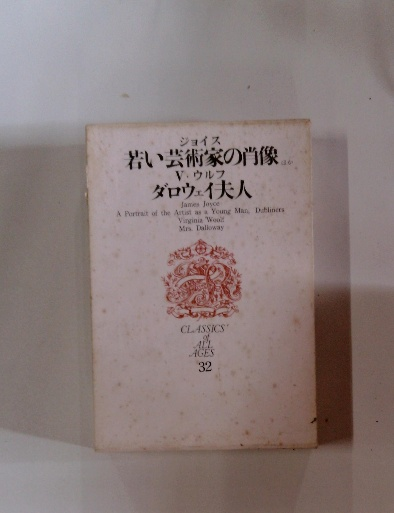 ジョイス
若い芸術家の肖像 ほか
V・ウルフ
ダロウェイ夫人
James Joyce
A Portrait of the Artist as a Young Man, Dubliners
Virginia Woolf
Mrs. Dalloway
CLASSICS
of
ALL
AGES
32